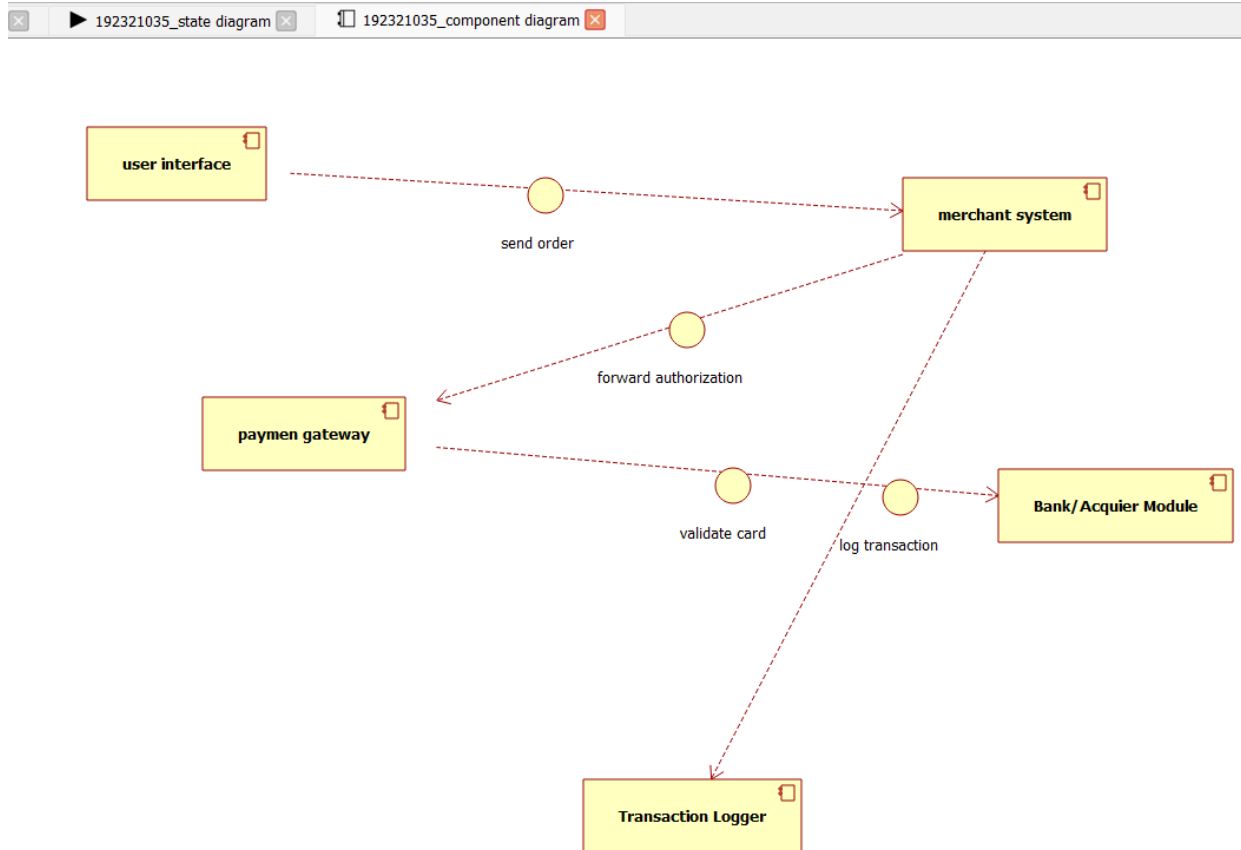 192321035_state diagram
192321035_component diagram
user interface
send order
merchant system
forward authorization
paymen gateway
validate card
log transaction
Bank/Acquier Module
Transaction Logger